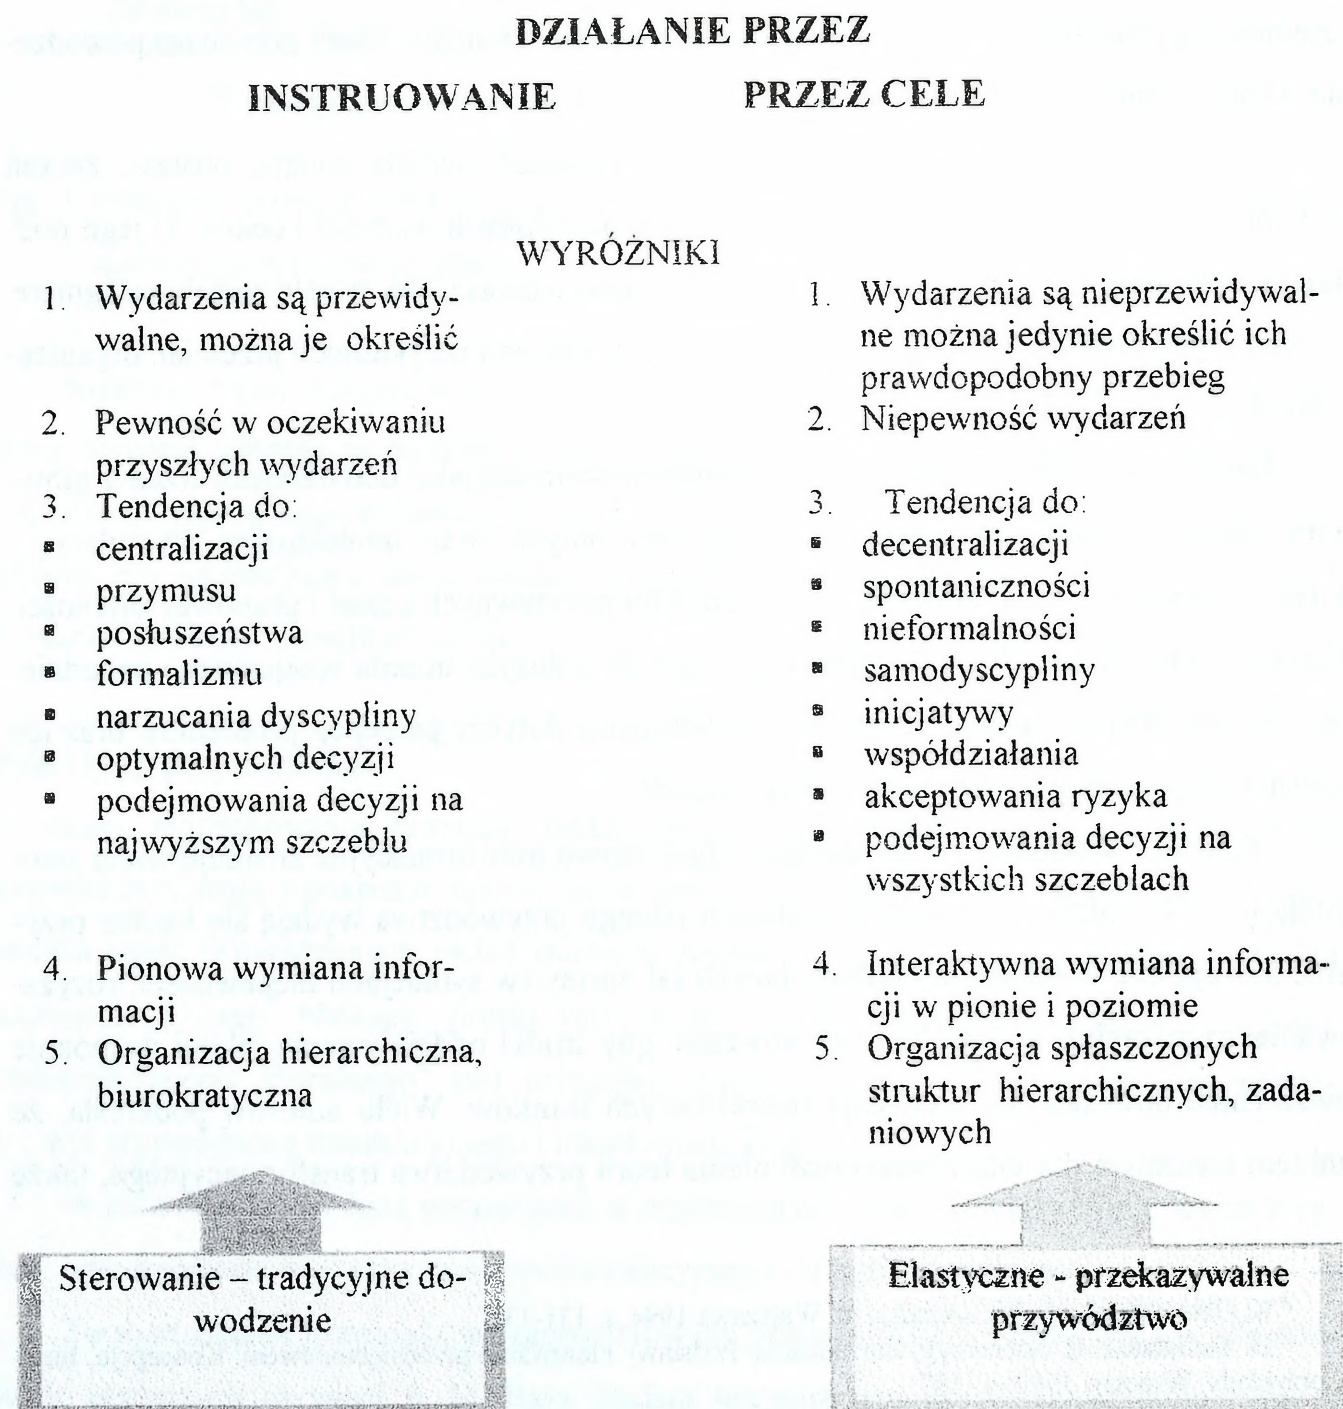 DZIAŁANIE PRZEZ
INSTRUOWANIE
PRZEZ CELE
WYRÓŻNIKI
1. Wydarzenia są przewidy-
walne, można je określić
2. Pewność w oczekiwaniu
przyszłych wydarzeń
3. Tendencja do:
▪ centralizacji
▪ przymusu
▪ posłuszeństwa
▪ formalizmu
▪ narzucania dyscypliny
▪ optymalnych decyzji
▪ podejmowania decyzji na
najwyższym szczeblu
4. Pionowa wymiana infor-
macji
5. Organizacja hierarchiczna,
biurokratyczna
Sterowanie – tradycyjne do-
wodzenie
1. Wydarzenia są nieprzewidywal-
ne można jedynie określić ich
prawdopodobny przebieg
2. Niepewność wydarzeń
3. Tendencja do:
▪ decentralizacji
▪ spontaniczności
▪ nieformalności
▪ samodyscypliny
▪ inicjatywy
▪ współdziałania
▪ akceptowania ryzyka
▪ podejmowania decyzji na
wszystkich szczeblach
4. Interaktywna wymiana informa-
cji w pionie i poziomie
5. Organizacja spłaszczonych
struktur hierarchicznych, zada-
niowych
Elastyczne - przekazywalne
przywództwo